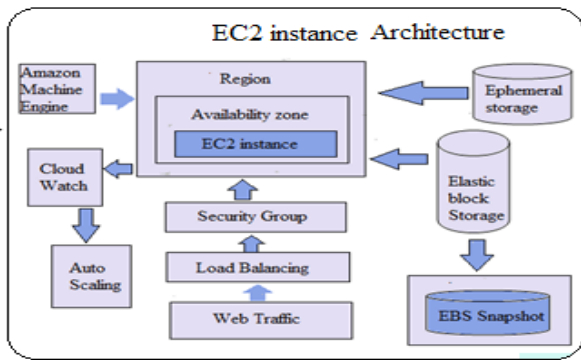 EC2 instance Architecture
Amazon
Machine
Engine
Region
Availability zone
EC2 instance
Ephemeral
storage
Cloud
Watch
Elastic
block
Storage
Security Group
Auto
Scaling
Load Balancing
Web Traffic
EBS Snapshot